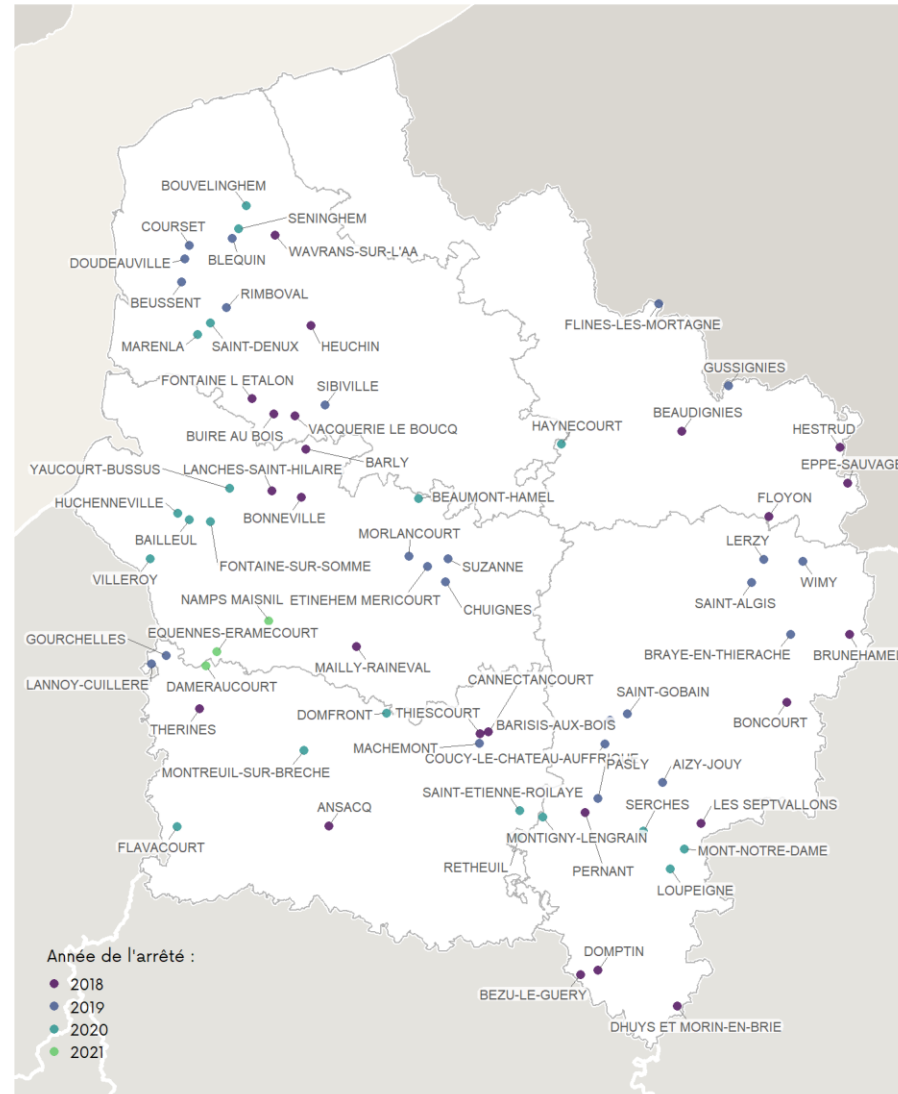 BOUVELINGHEM
SENINGHEM
COURSET
WAVRANS-SUR-L'AA
BLEQUIN
DOUDEAUVILLE
RIMBOVAL
BEUSSENT
FLINES-LES-MORTAGNE
MARENLA
SAINT-DENUX
HEUCHIN
GUSSIGNIES
FONTAINE L ETALON
SIBIVILLE
BEAUDIGNIES
HAYNECOURT
VACQUERIE LE BOUCQ
HESTRUD
BUIRE AU BOIS
BARLY
EPPE-SAUVAGE
YAUCOURT-BUSSUS
LANCHES-SAINT-HILAIRE
BEAUMONT-HAMEL
FLOYON
HUCHENNEVILLE
BONNEVILLE
MORLANCOURT
BAILLEUL
LERZY
FONTAINE-SUR-SOMME
SUZANNE
WIMY
VILLEROY
NAMPS MAISNIL
ETINEHEM MERICOURT
CHUIGNES
SAINT-ALGIS
EQUENNES-ERAMECOURT
GOURCHELLES
MAILLY-RAINEVAL
BRAYE-EN-THIERACHE
BRUNEHAMEL
CANNECTANCOURT
LANNOY-CUILLERE
DAMERAUCOURT
SAINT-GOBAIN
BONCOURT
DOMFRONT
THIESCOURT
BARISIS-AUX-BOIS
THERINES
MACHEMONT
COUCY-LE-CHATEAU-AUFFRIQUE
PASLY
AIZY-JOUY
MONTREUIL-SUR-BRECHE
SAINT-ETIENNE-ROILAYE
SERCHES
LES SEPTVALLONS
ANSACQ
MONTIGNY-LENGRAIN
MONT-NOTRE-DAME
FLAVACOURT
RETHEUIL
PERNANT
LOUPEIGNE
DOMPTIN
BEZU-LE-GUERY
DHUYS ET MORIN-EN-BRIE
Année de l'arrêté :
2018
2019
2020
2021